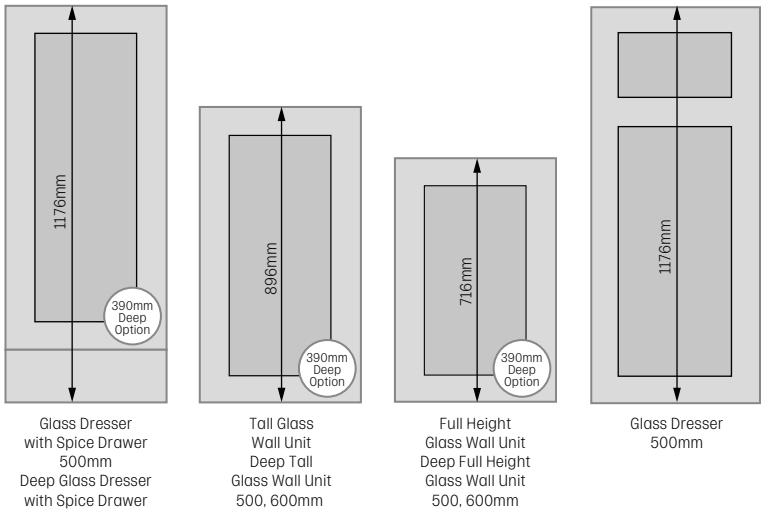 1176mm
390mm
Deep
Option
Glass Dresser
with Spice Drawer
500mm
Deep Glass Dresser
with Spice Drawer
896mm
390mm
Deep
Option
Tall Glass
Wall Unit
Deep Tall
Glass Wall Unit
500, 600mm
716mm
390mm
Deep
Option
Full Height
Glass Wall Unit
Deep Full Height
Glass Wall Unit
500, 600mm
1176mm
Glass Dresser
500mm